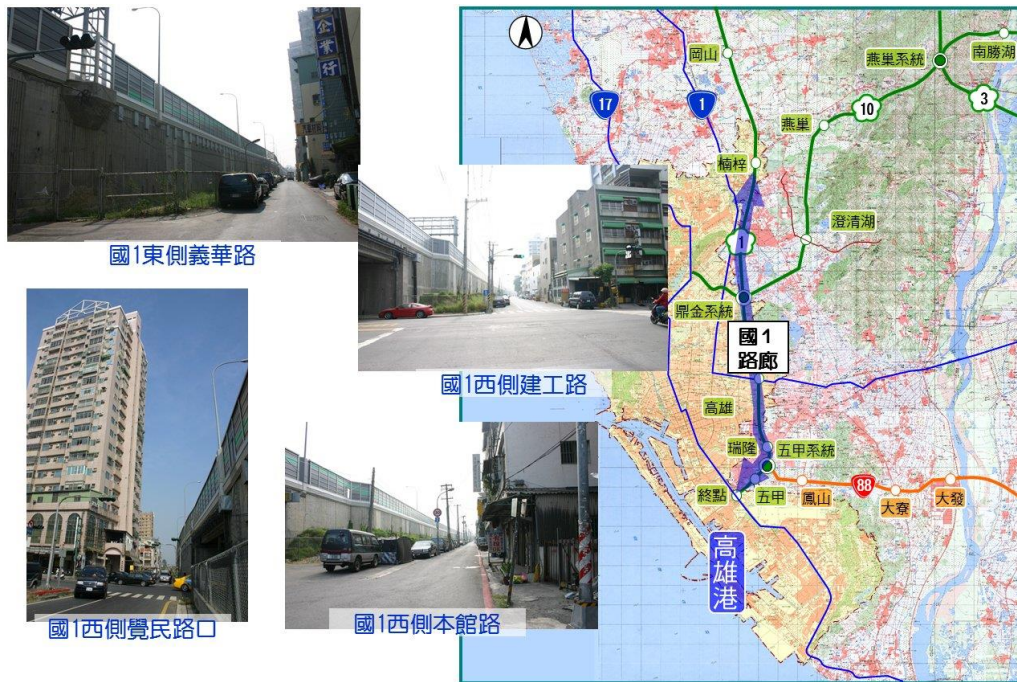 企業行
國1東側義華路
國1西側建工路
國1西側覺民路口
國1西側本館路
岡山
17
1
10
燕巢系統
南勝湖
3
燕巢
楠梓
澄清湖
1
鼎金系統
國1
路廊
高雄
瑞隆
五甲系統
終點
五甲
鳳山
88
大寮
大發
高雄港